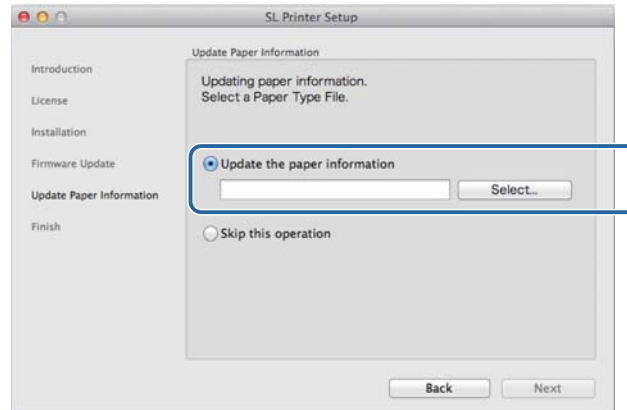 SL Printer Setup
Update Paper Information
Introduction
License
Installation
Firmware Update
Update Paper Information
Finish
Updating paper information.
Select a Paper Type File.
Update the paper information
Select...
Skip this operation
Back
Next